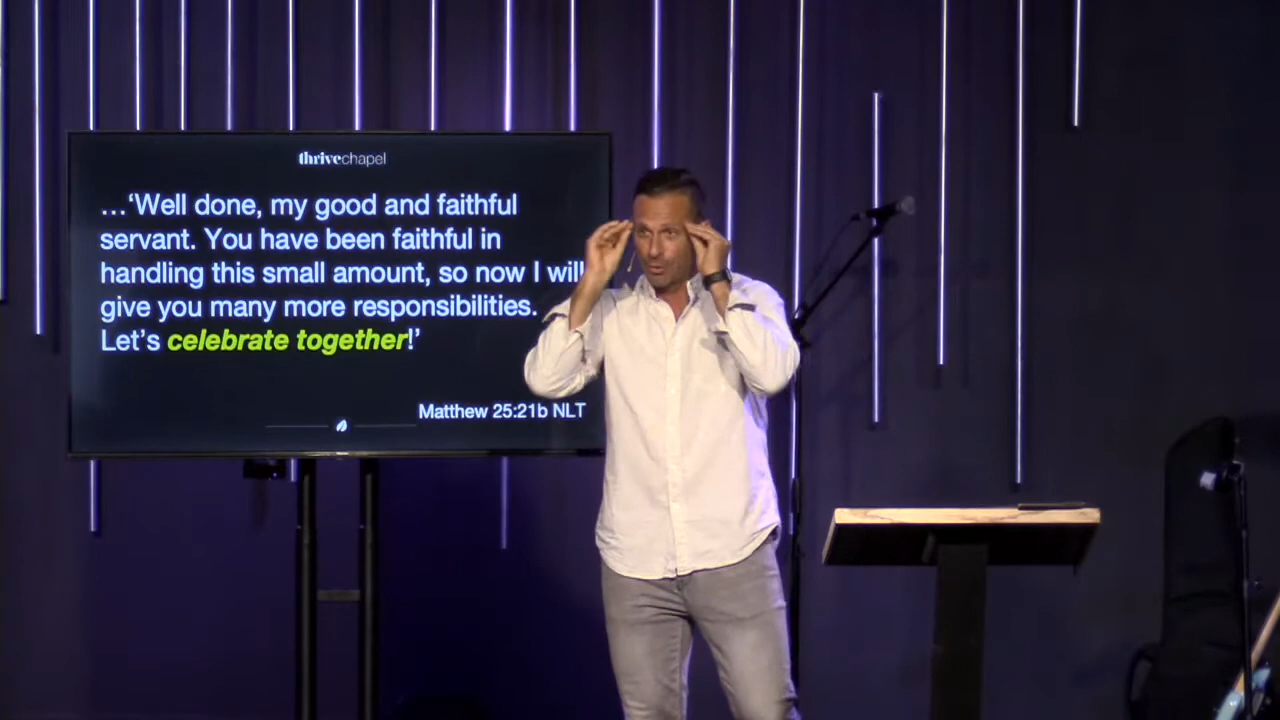 thrivechapel
…‘Well done, my good and faithful
servant. You have been faithful in
handling this small amount, so now I will
give you many more responsibilities.
Let’s celebrate together!’
Matthew 25:21b NLT